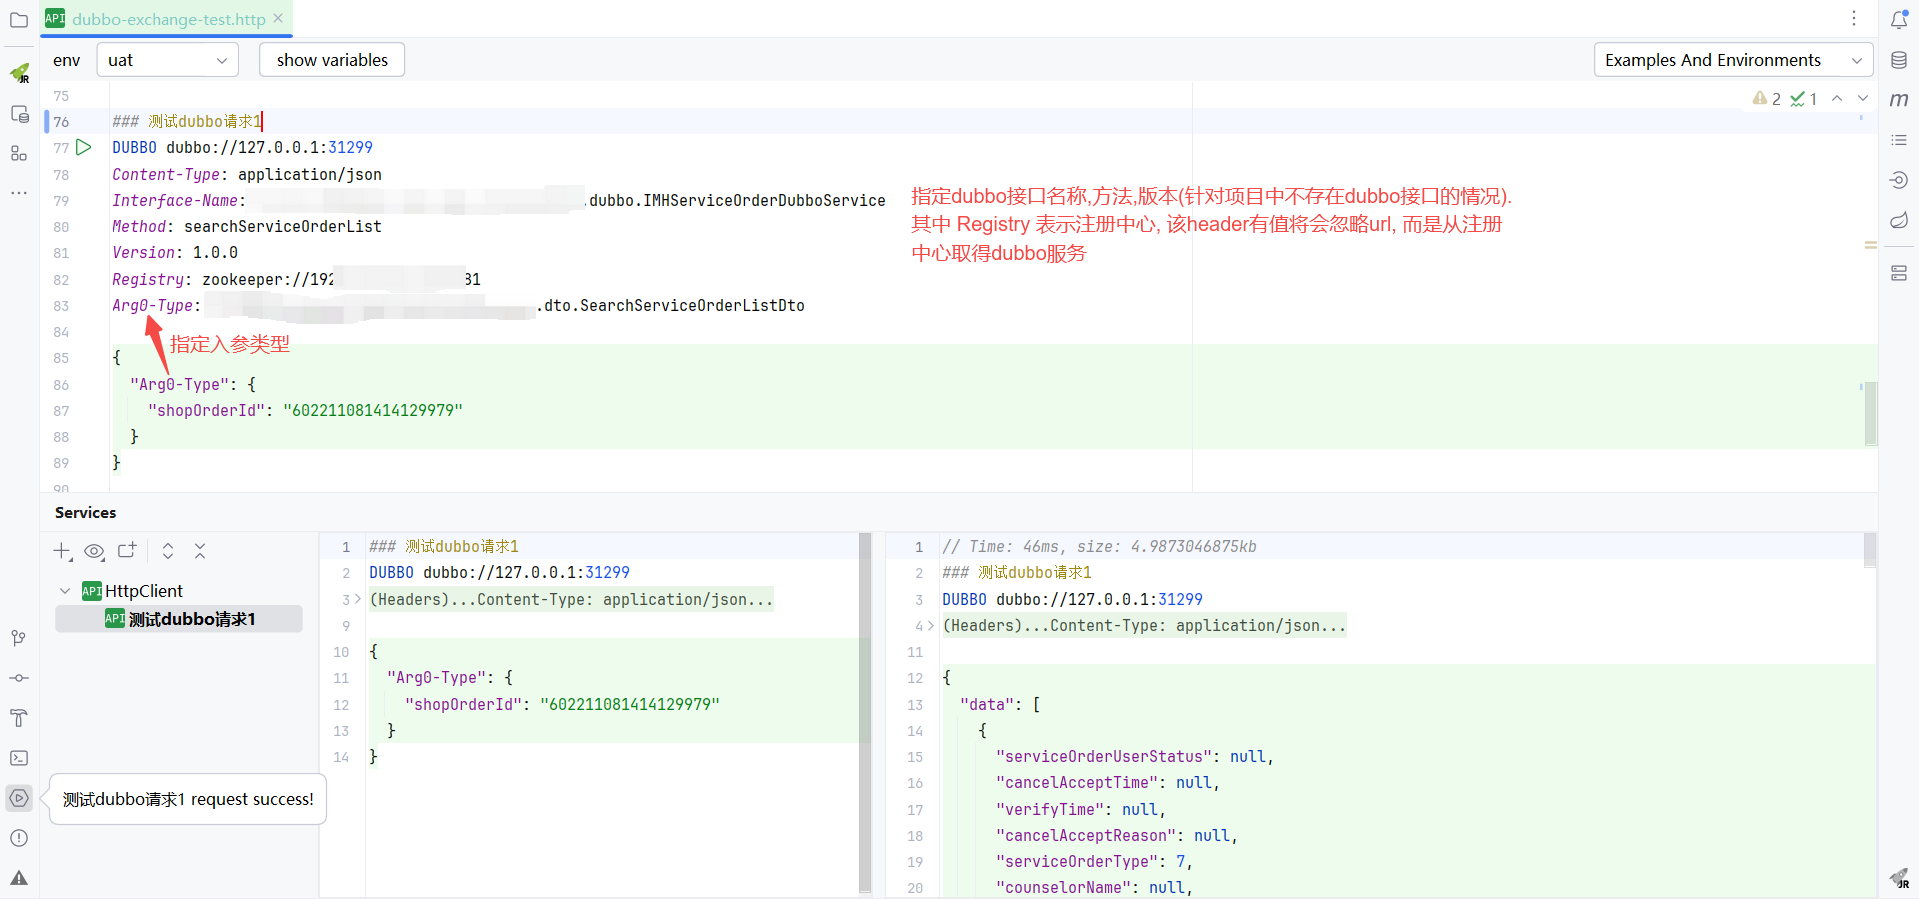 API dubbo-exchange-test.http
env uat show variables Examples And Environments
75
76 ### 测试dubbo请求1
2 1
77 DUBBO dubbo://127.0.0.1:31299
78 Content-Type: application/json
79 Interface-Name: .dubbo.IMHServiceOrderDubboService
80 Method: searchServiceOrderList
81 Version: 1.0.0
82 Registry: zookeeper://192 81
83 Arg0-Type: .dto.SearchServiceOrderListDto
84
85 {
86 "Arg0-Type": {
87 "shopOrderId": "602211081414129979"
88 }
89 }
90
指定dubbo接口名称,方法,版本(针对项目中不存在dubbo接口的情况).
其中 Registry 表示注册中心, 该header有值将会忽略url, 而是从注册
中心取得dubbo服务
指定入参类型
Services
API HttpClient
API 测试dubbo请求1
测试dubbo请求1 request success!
1 ### 测试dubbo请求1
2 DUBBO dubbo://127.0.0.1:31299
3 (Headers)...Content-Type: application/json...
9
10 {
11 "Arg0-Type": {
12 "shopOrderId": "602211081414129979"
13 }
14 }
1 // Time: 46ms, size: 4.9873046875kb
2 ### 测试dubbo请求1
3 DUBBO dubbo://127.0.0.1:31299
4 (Headers)...Content-Type: application/json...
11
12 {
13 "data": [
14 {
15 "serviceOrderUserStatus": null,
16 "cancelAcceptTime": null,
17 "verifyTime": null,
18 "cancelAcceptReason": null,
19 "serviceOrderType": 7,
20 "counselorName": null,
JR
m
JR